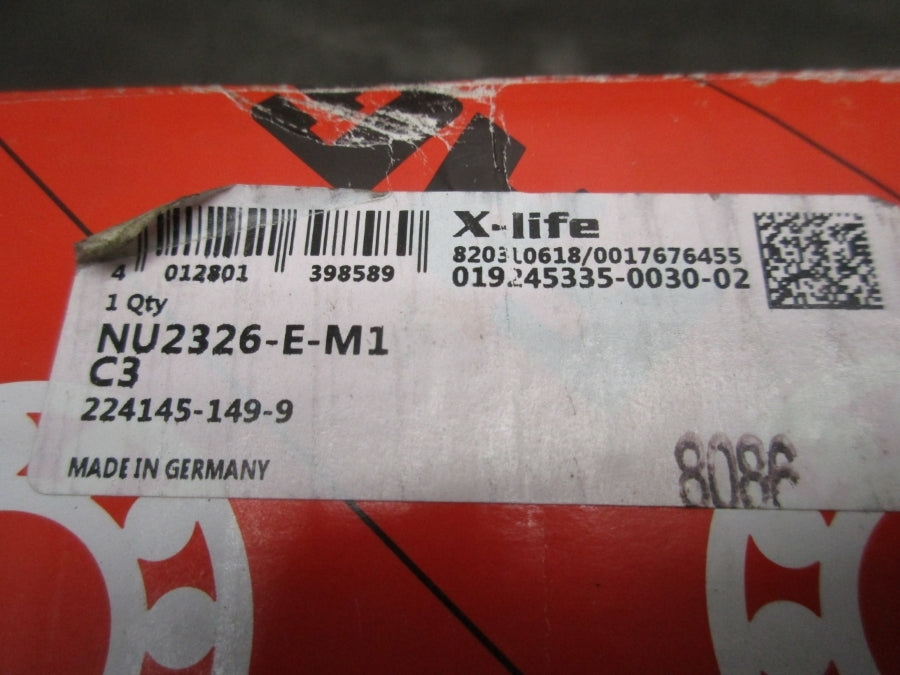 X-life
820310618/0017676455
019245335-0030-02
4 012801 398589
1 Qty
NU2326-E-M1
C3
224145-149-9
MADE IN GERMANY
8086